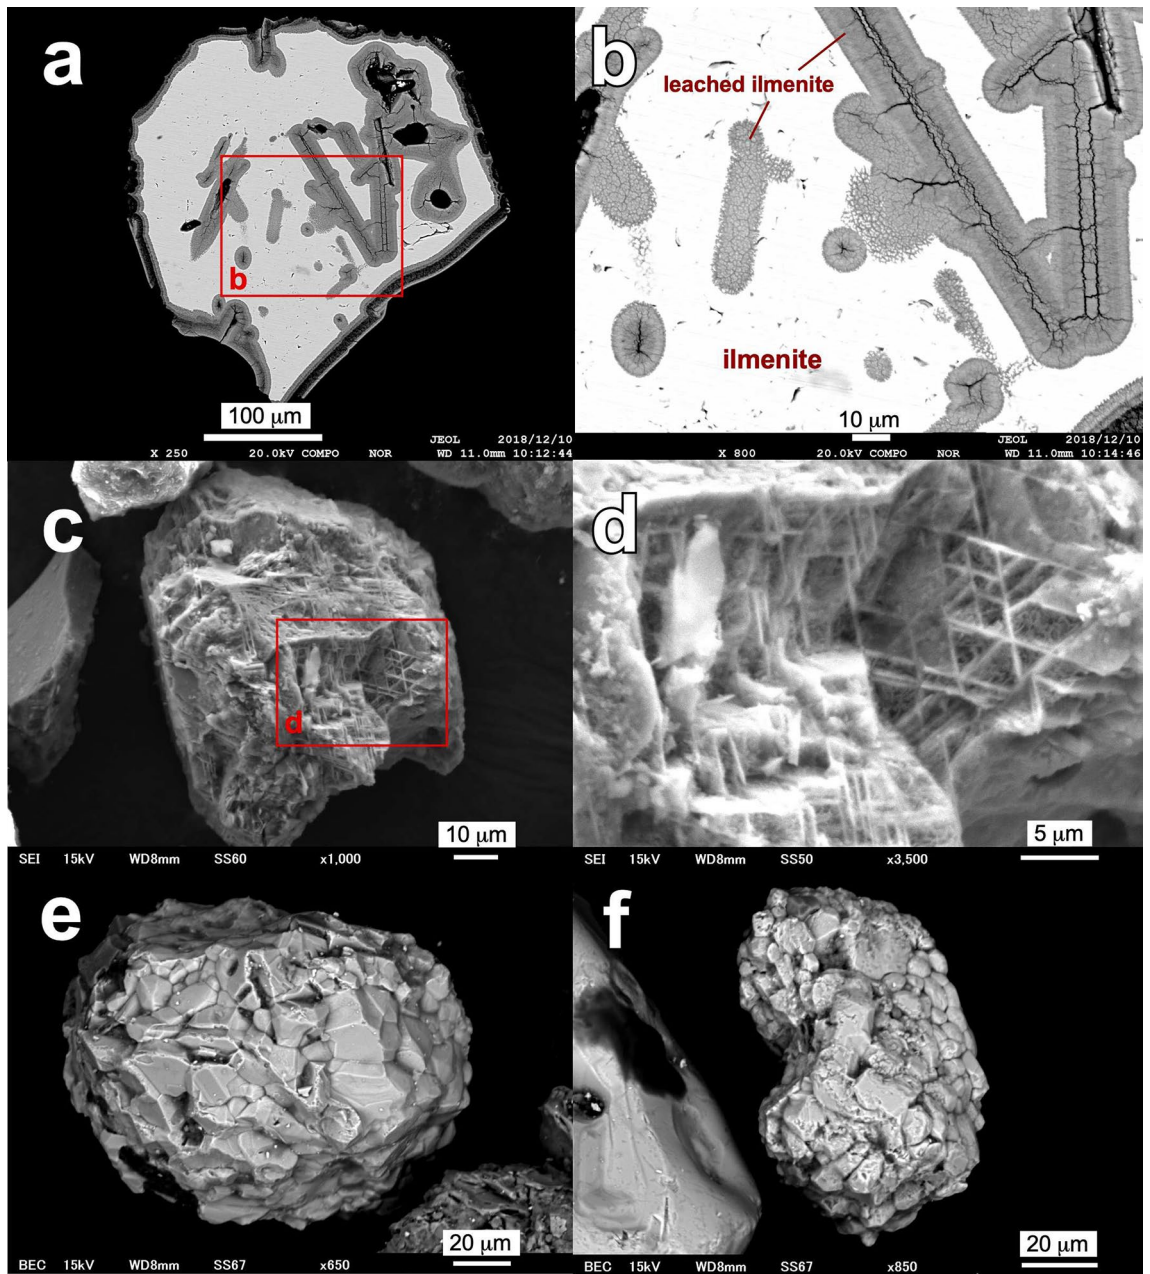 a
b
100 µm
JEOL 2018/12/10
X 250 20.0kV COMPO NOR WD 11.0mm 10:12:44
b
leached ilmenite
ilmenite
10 µm
JEOL 2018/12/10
X 800 20.0kV COMPO NOR WD 11.0mm 10:14:46
c
d
10 µm
SEI 15kV WD8mm SS60 x1,000
d
5 µm
SEI 15kV WD8mm SS50 x3,500
e
20 µm
BEC 15kV WD8mm SS67 x650
f
20 µm
BEC 15kV WD8mm SS67 x850